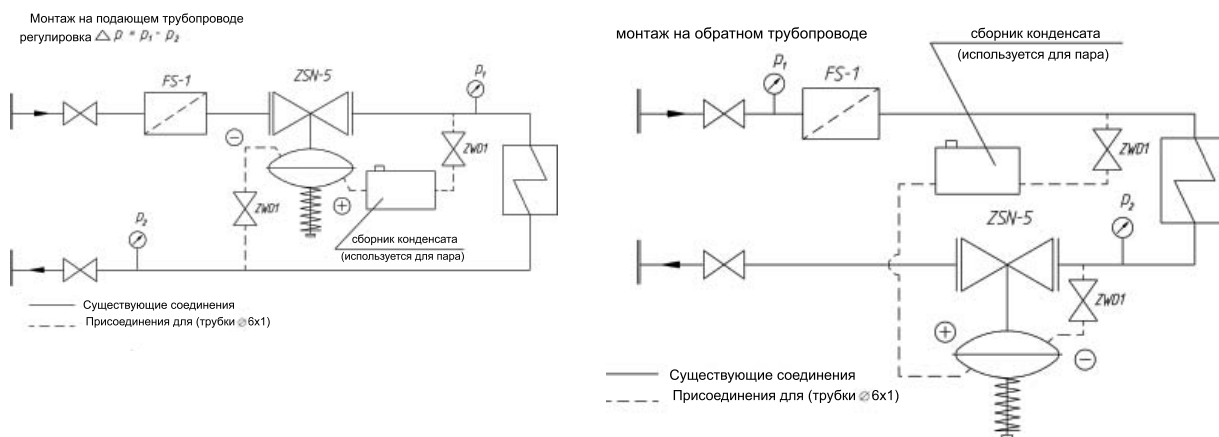 Монтаж на подающем трубопроводе
регулировка △ p = p₁ - p₂
FS-1
ZSN-5
p₁
ZWD1
ZWD1
p₂
сборник конденсата
(используется для пара)
Существующие соединения
Присоединения для (трубки ⌀6x1)
монтаж на обратном трубопроводе
сборник конденсата
(используется для пара)
p₁
FS-1
ZWD1
ZSN-5
p₂
ZWD1
Существующие соединения
Присоединения для (трубки ⌀6x1)